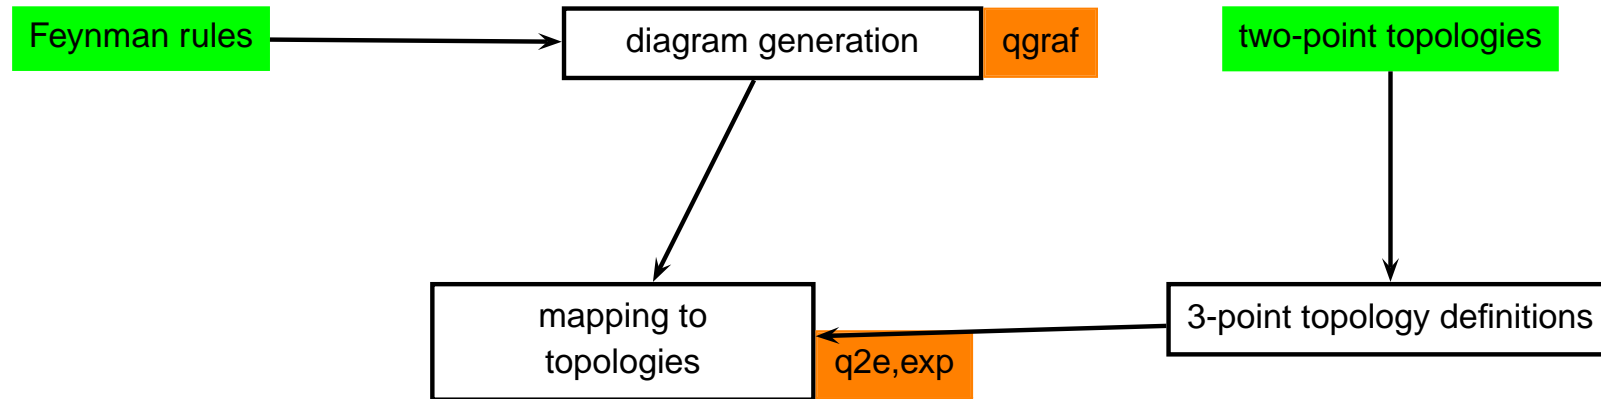 Feynman rules
diagram generation
qgraf
two-point topologies
mapping to
topologies
q2e,exp
3-point topology definitions